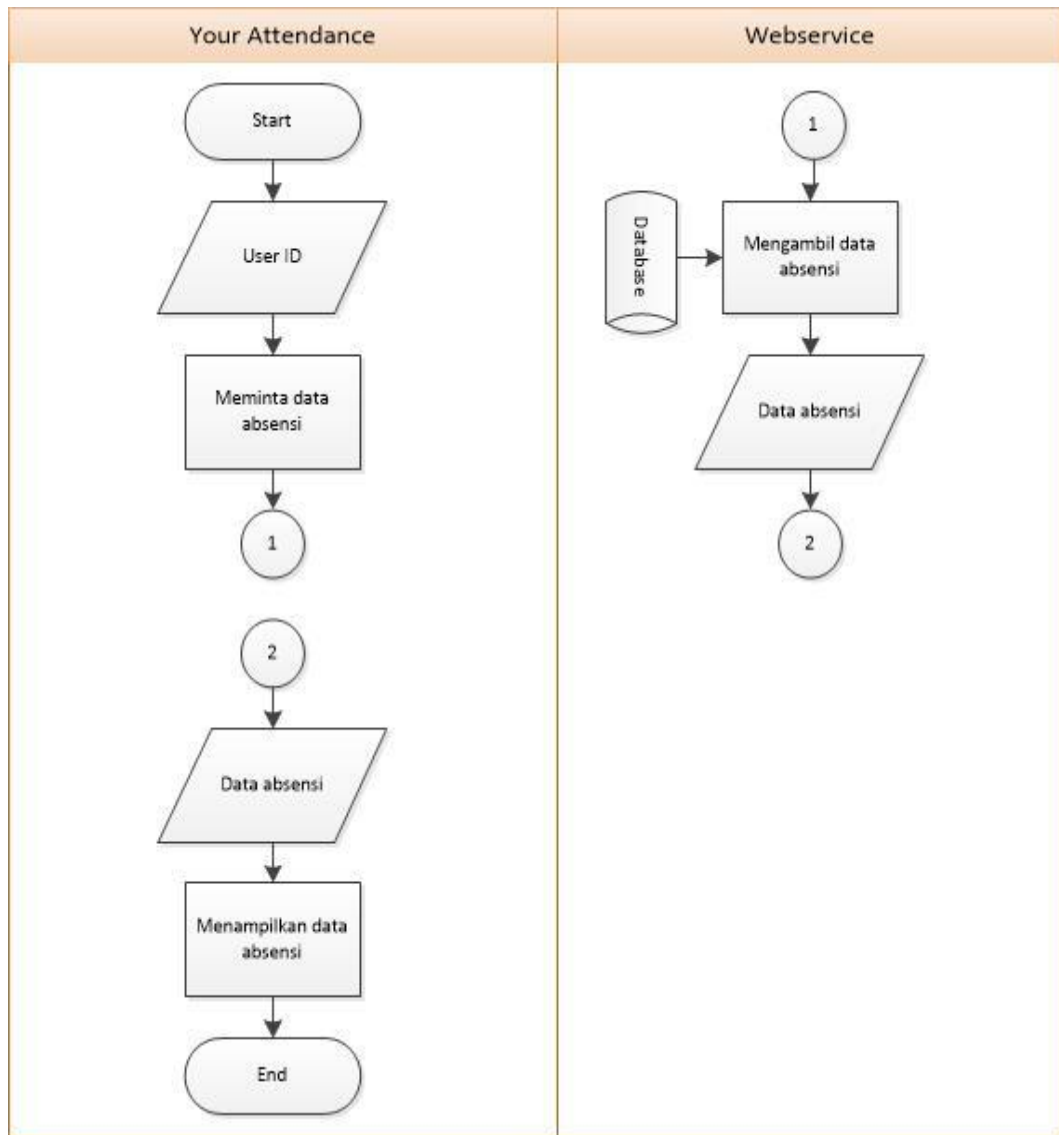 Your Attendance
Webservice
Start
User ID
Meminta data
absensi
1
2
Data absensi
Menampilkan data
absensi
End
1
Database
Mengambil data
absensi
Data absensi
2